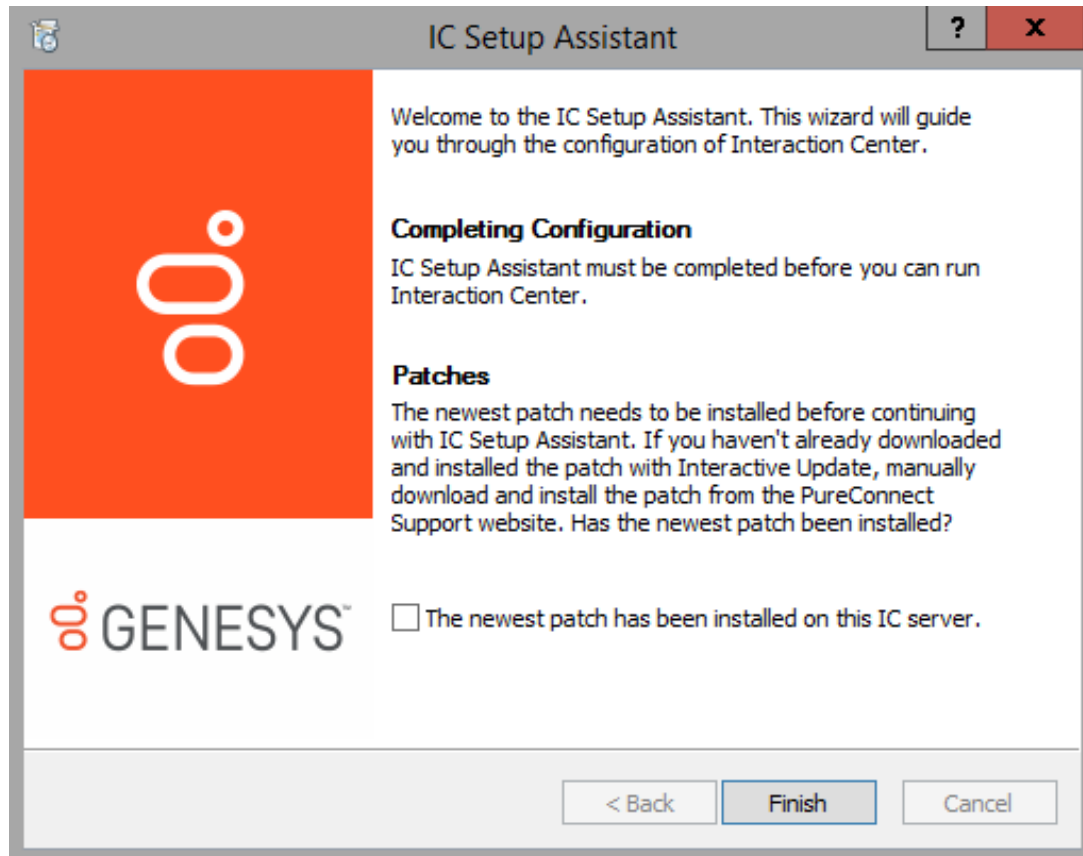 IC Setup Assistant
?
x
Welcome to the IC Setup Assistant. This wizard will guide
you through the configuration of Interaction Center.
Completing Configuration
IC Setup Assistant must be completed before you can run
Interaction Center.
Patches
The newest patch needs to be installed before continuing
with IC Setup Assistant. If you haven't already downloaded
and installed the patch with Interactive Update, manually
download and install the patch from the PureConnect
Support website. Has the newest patch been installed?
The newest patch has been installed on this IC server.
GENESYS™
< Back
Finish
Cancel